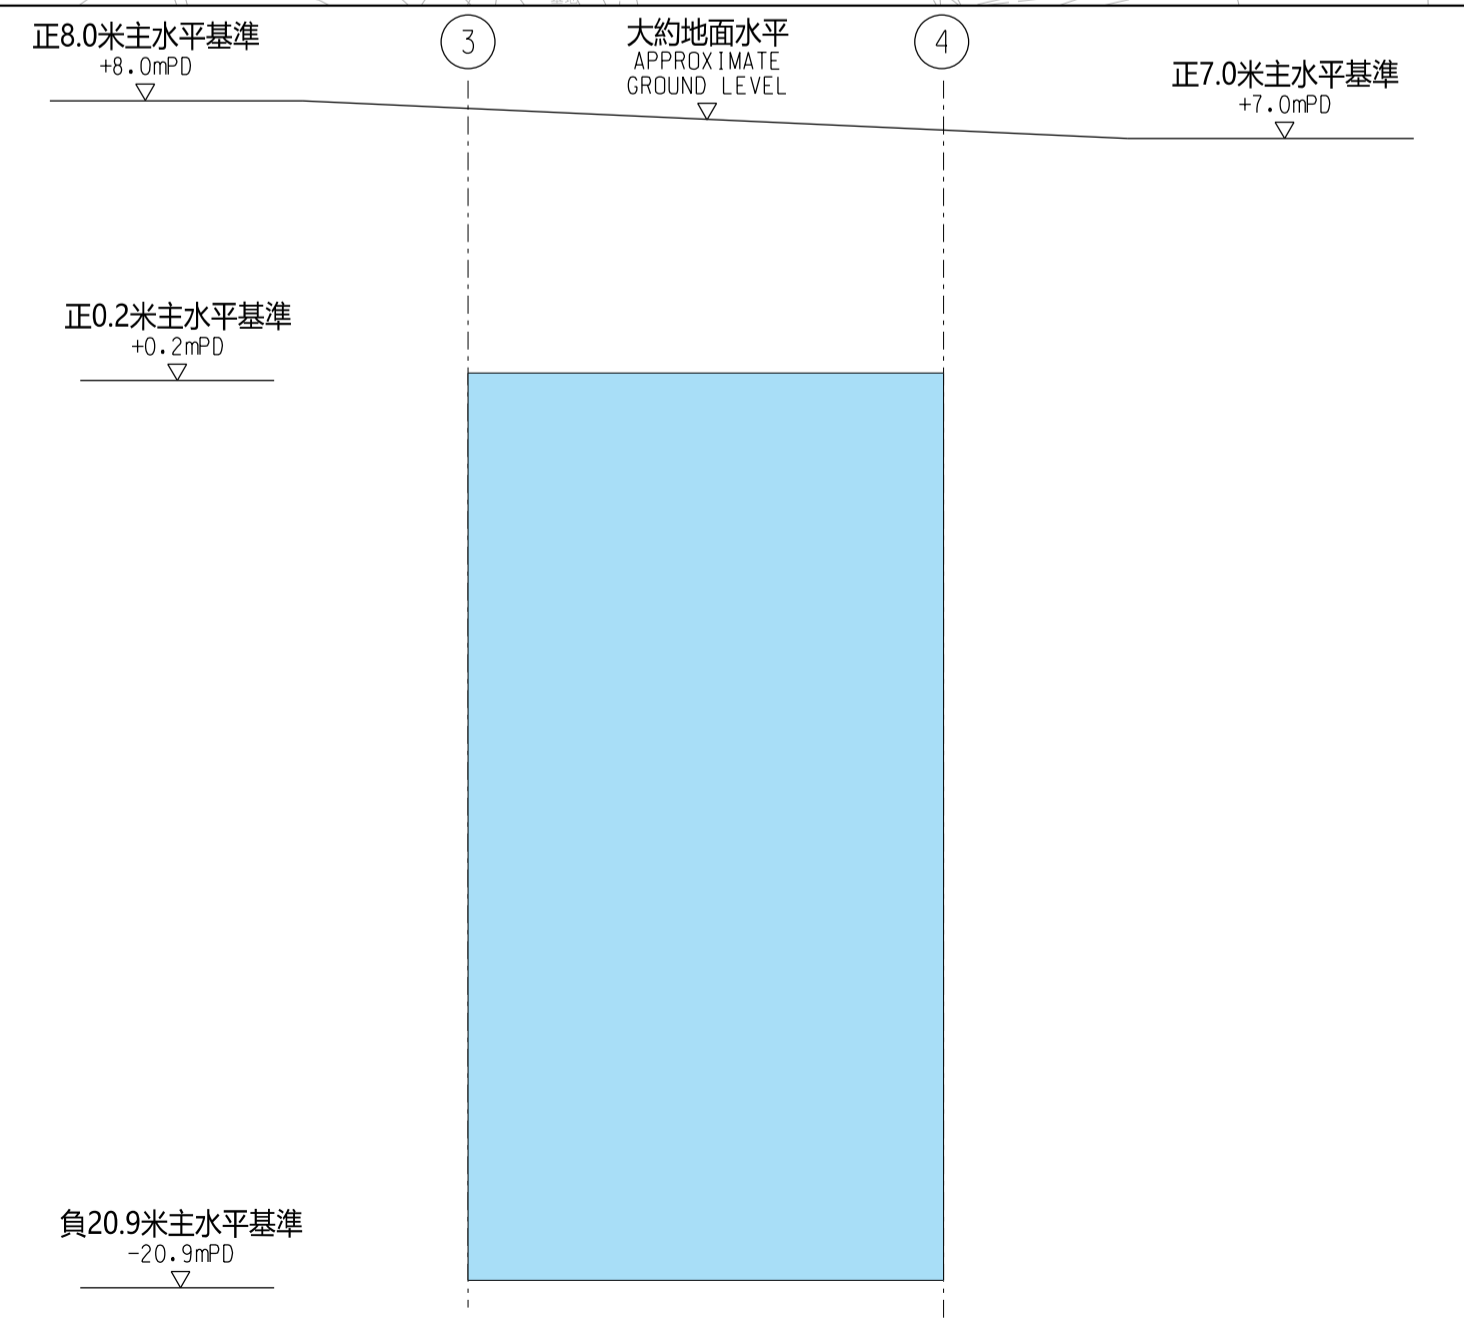 正8.0米主水平基準
+8.0mPD
3
大約地面水平
APPROXIMATE
GROUND LEVEL
4
正7.0米主水平基準
+7.0mPD
正0.2米主水平基準
+0.2mPD
負20.9米主水平基準
-20.9mPD